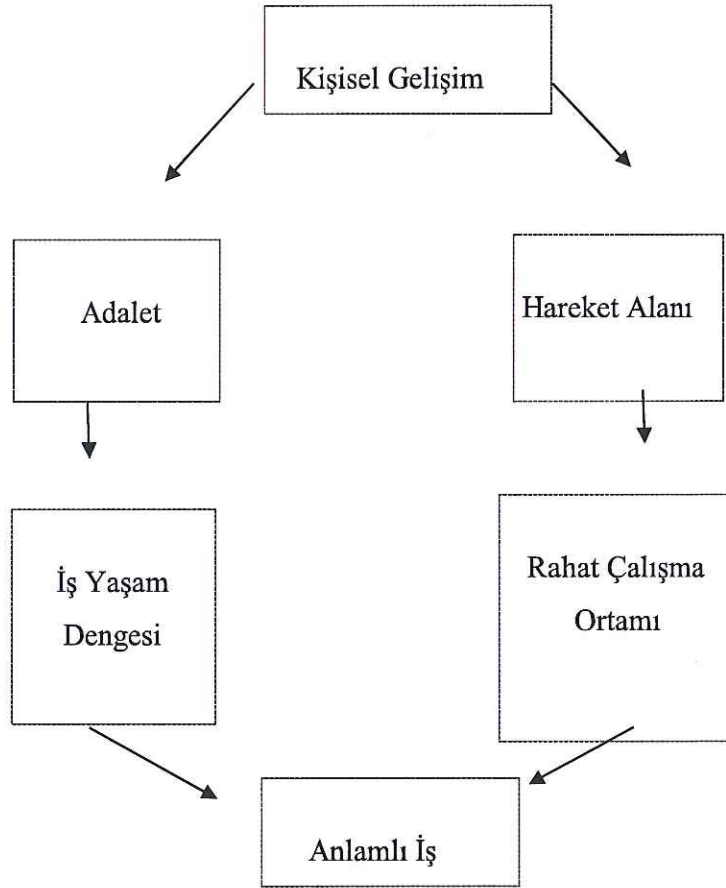 Kişisel Gelişim
Adalet
Hareket Alanı
İş Yaşam
Dengesi
Rahat Çalışma
Ortamı
Anlamlı İş